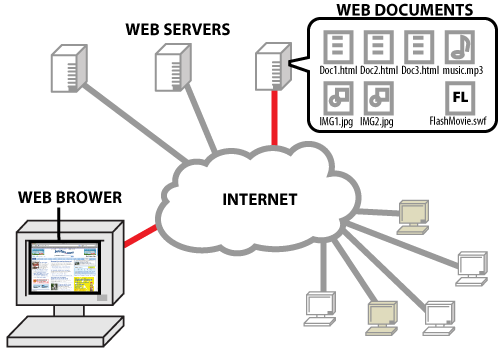 WEB DOCUMENTS
WEB SERVERS
Doc1.html Doc2.html Doc3.html music.mp3
FL
IMG1.jpg IMG2.jpg FlashMovie.swf
WEB BROWER
INTERNET